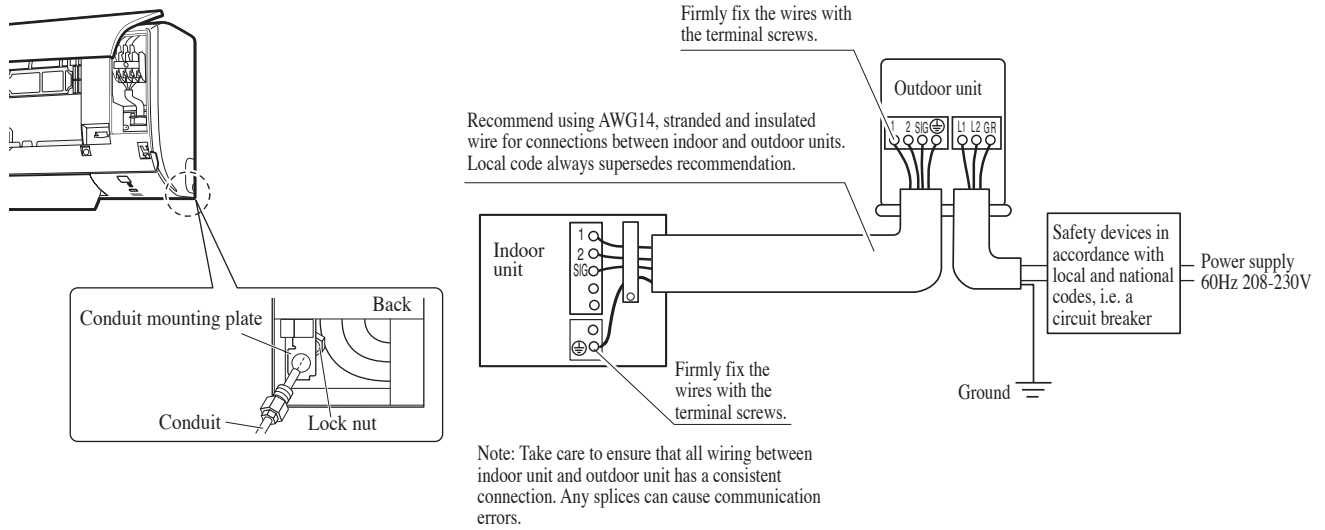 Firmly fix the wires with
the terminal screws.
Outdoor unit
1 2 SIG ⏚ L1 L2 GR
Recommend using AWG14, stranded and insulated
wire for connections between indoor and outdoor units.
Local code always supersedes recommendation.
Indoor
unit
1
2
SIG
⏚
Safety devices in
accordance with
local and national
codes, i.e. a
circuit breaker
Power supply
60Hz 208-230V
Ground
Firmly fix the
wires with the
terminal screws.
Back
Conduit mounting plate
Conduit
Lock nut
Note: Take care to ensure that all wiring between
indoor unit and outdoor unit has a consistent
connection. Any splices can cause communication
errors.